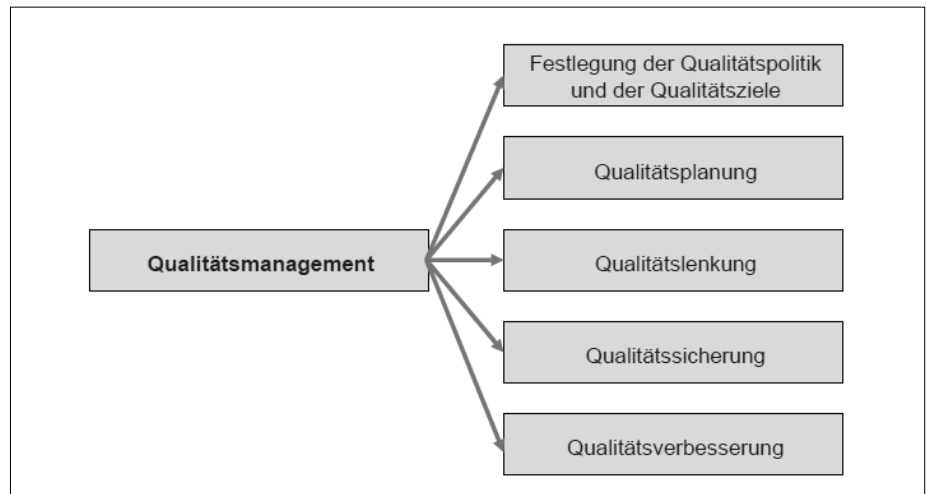 Festlegung der Qualitätspolitik
und der Qualitätsziele
Qualitätsplanung
Qualitätsmanagement
Qualitätslenkung
Qualitätssicherung
Qualitätsverbesserung